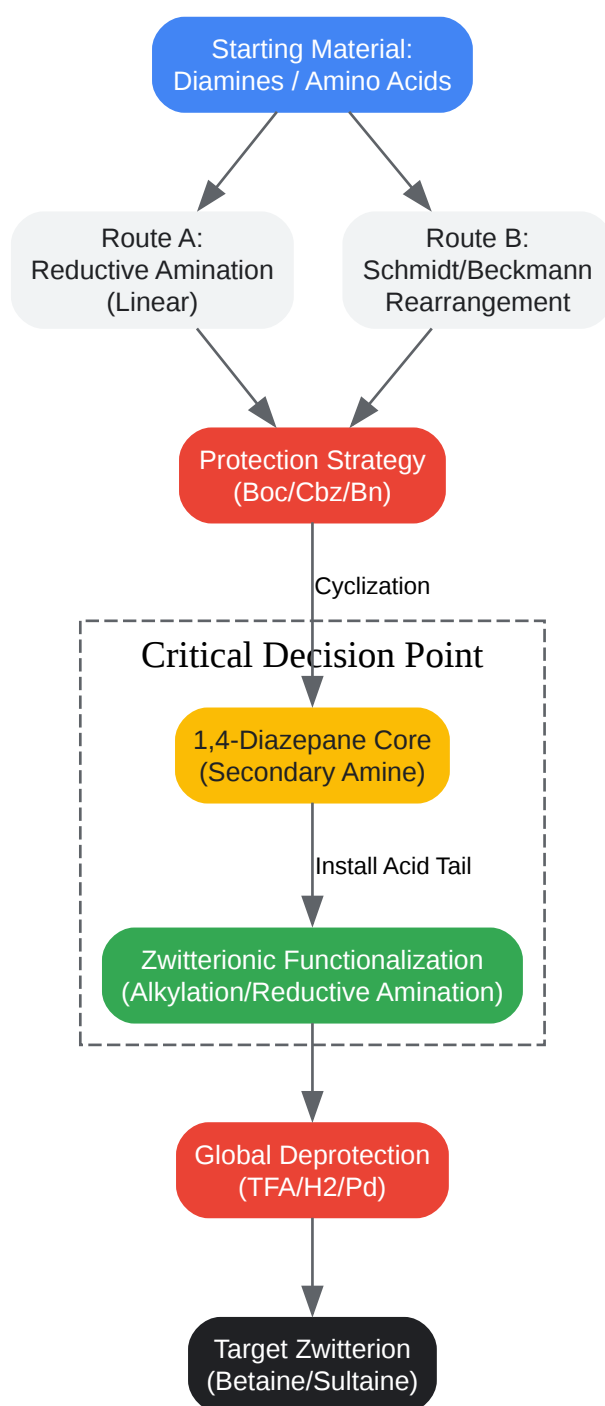 Starting Material:
Diamines / Amino Acids
Route A:
Reductive Amination
(Linear)
Route B:
Schmidt/Beckmann
Rearrangement
Protection Strategy
(Boc/Cbz/Bn)
Cyclization
Critical Decision Point
1,4-Diazepane Core
(Secondary Amine)
Install Acid Tail
Zwitterionic Functionalization
(Alkylation/Reductive Amination)
Global Deprotection
(TFA/H2/Pd)
Target Zwitterion
(Betaine/Sultaine)